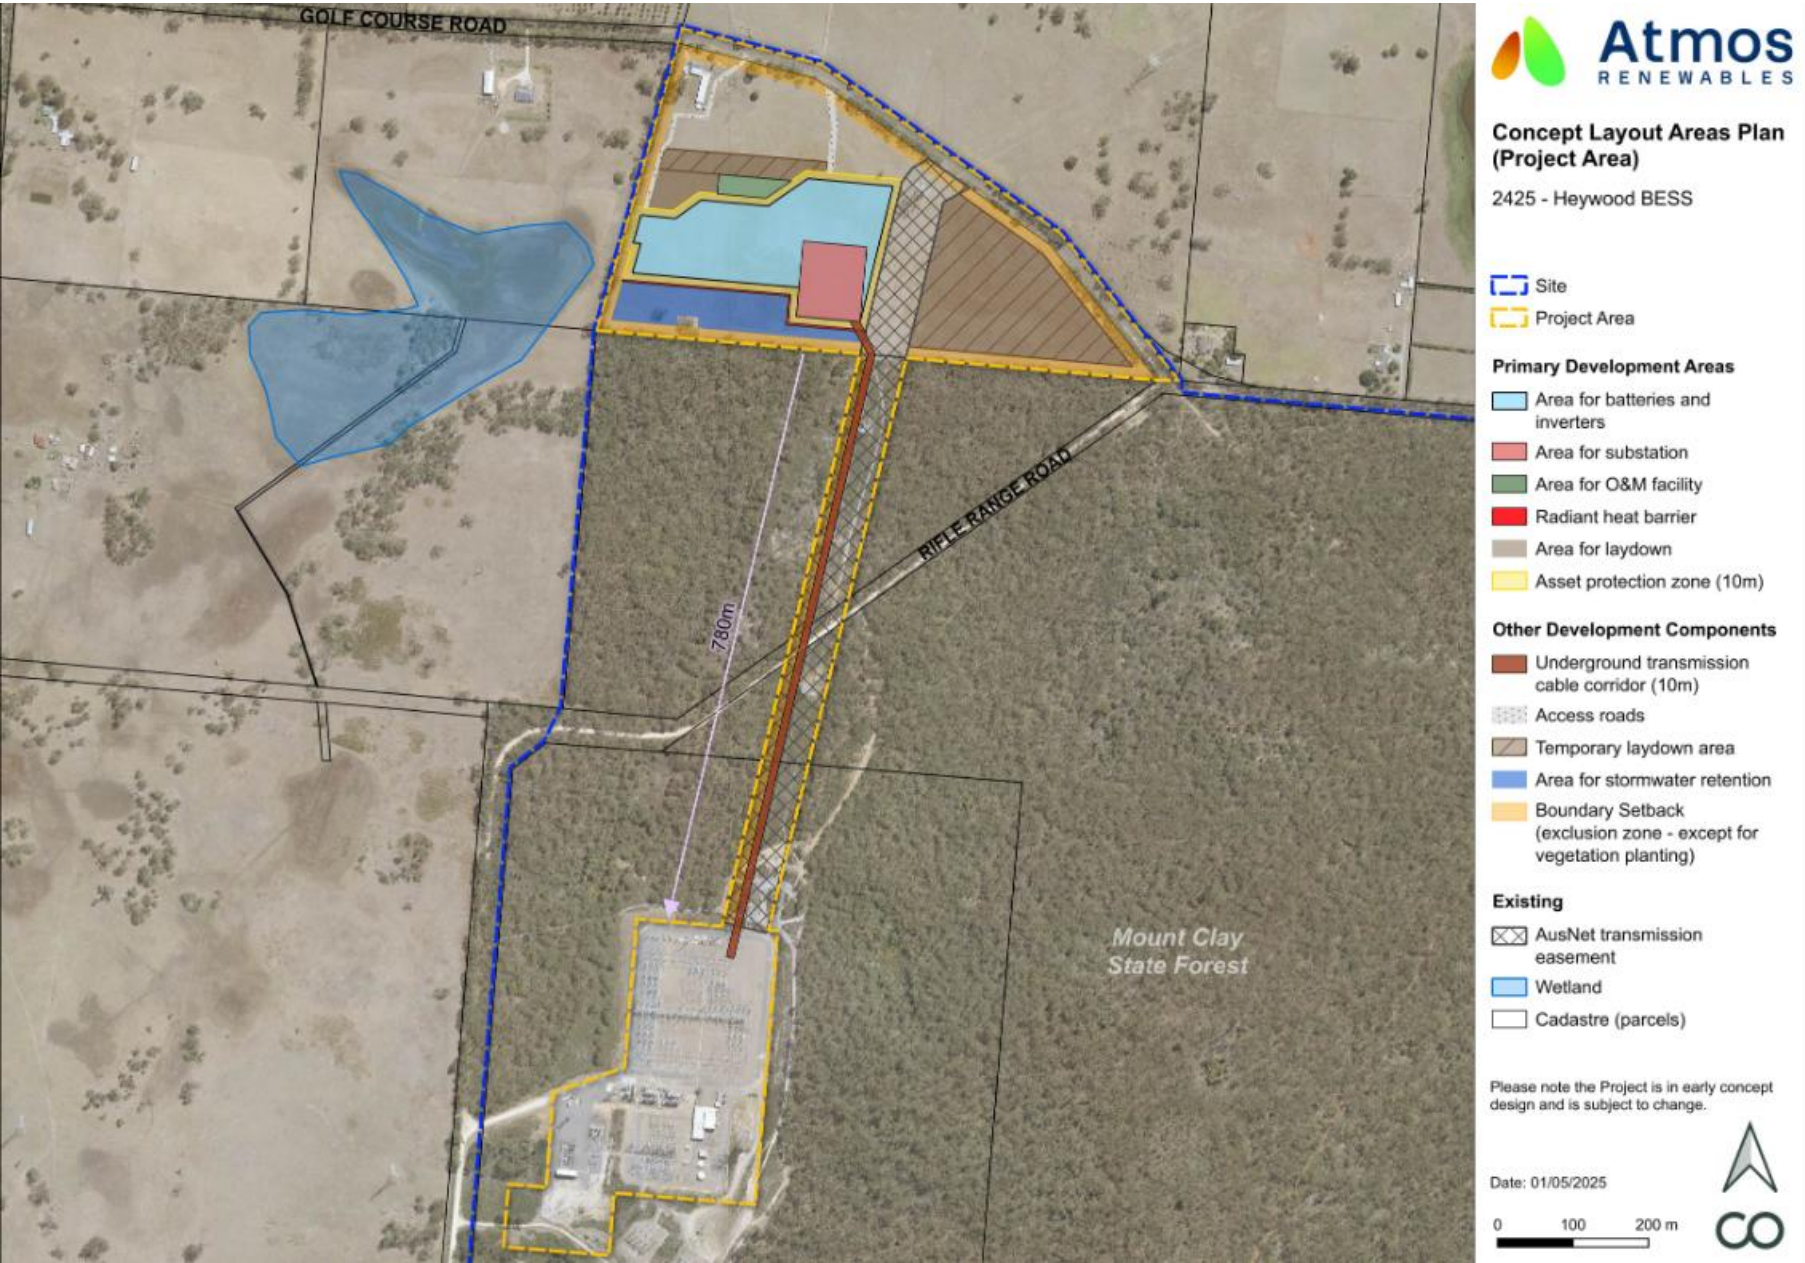 GOLF COURSE ROAD
780m
RIFLE RANGE ROAD
Mount Clay
State Forest
Atmos
RENEWABLES
Concept Layout Areas Plan
(Project Area)
2425 - Heywood BESS
Site
Project Area
Primary Development Areas
Area for batteries and
inverters
Area for substation
Area for O&M facility
Radiant heat barrier
Area for laydown
Asset protection zone (10m)
Other Development Components
Underground transmission
cable corridor (10m)
Access roads
Temporary laydown area
Area for stormwater retention
Boundary Setback
(exclusion zone - except for
vegetation planting)
Existing
AusNet transmission
easement
Wetland
Cadastre (parcels)
Please note the Project is in early concept
design and is subject to change.
Date: 01/05/2025
0 100 200 m
CO